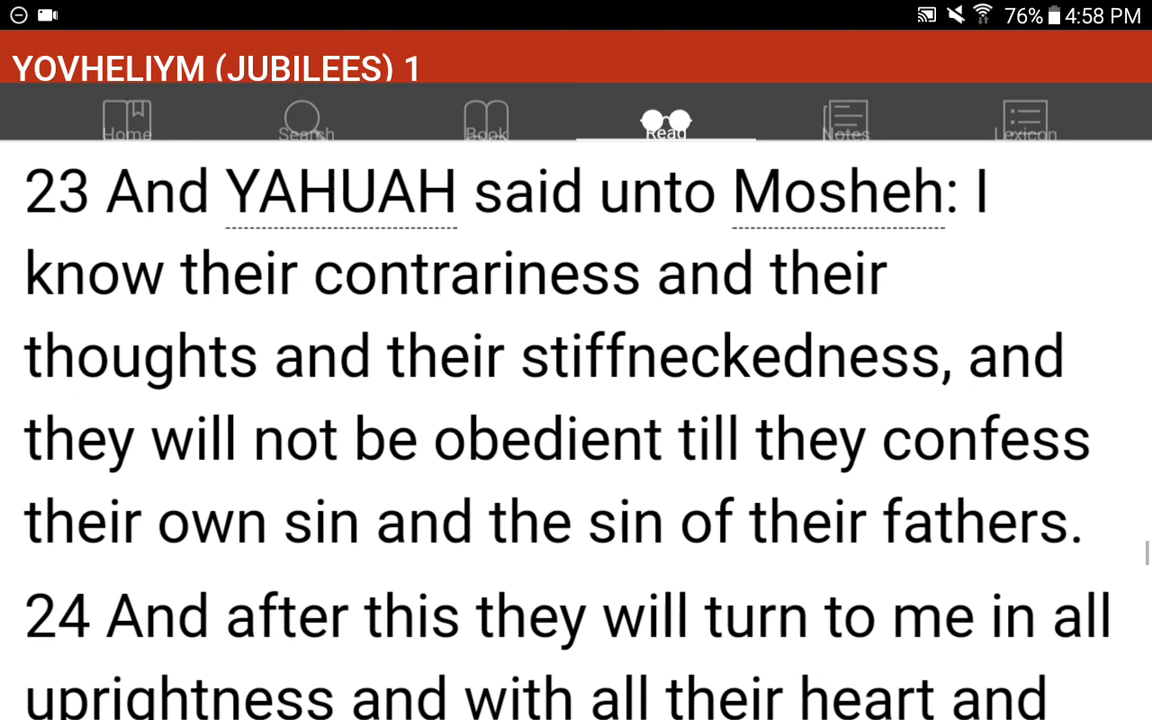 76% 4:58 PM
YOVHELIYM (JUBILEES) 1
Home Search Book Read Notes Lexicon
23 And YAHUAH said unto Mosheh: I
know their contrariness and their
thoughts and their stiffneckedness, and
they will not be obedient till they confess
their own sin and the sin of their fathers.
24 And after this they will turn to me in all
uprightness and with all their heart and